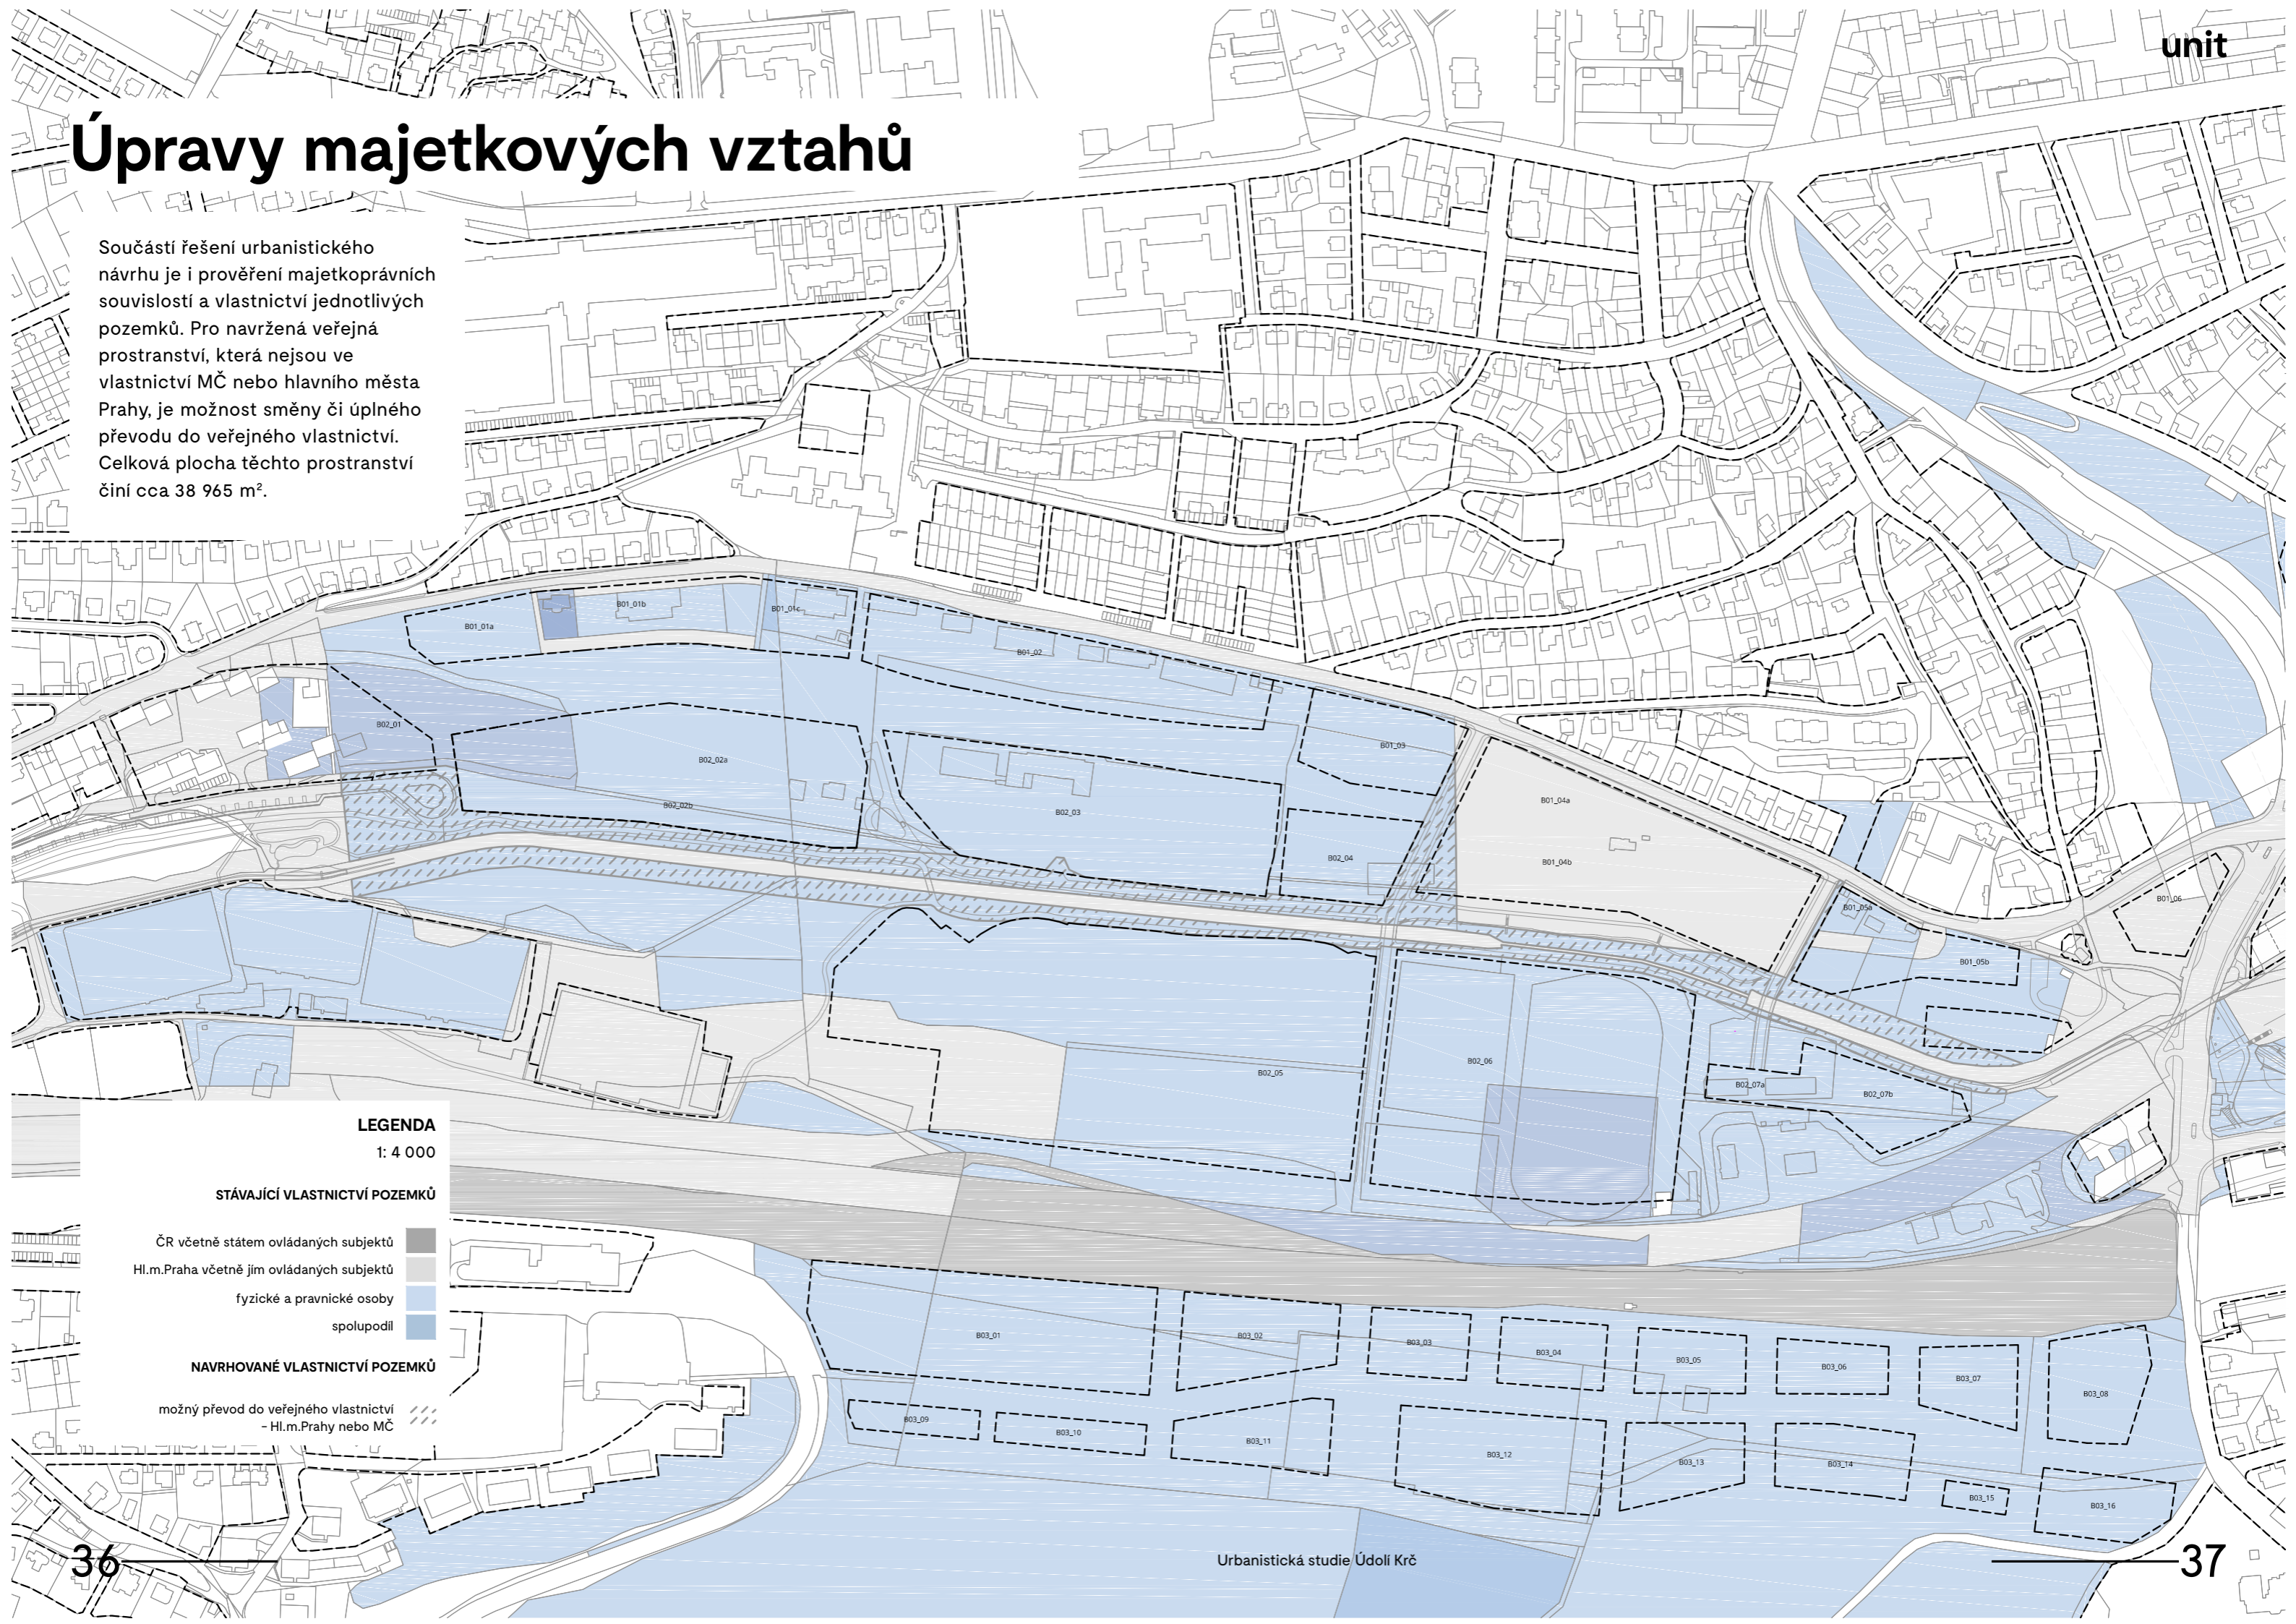 unit
Úpravy majetkových vztahů
Součástí řešení urbanistického
návrhu je i prověření majetkoprávních
souvislostí a vlastnictví jednotlivých
pozemků. Pro navržená veřejná
prostranství, která nejsou ve
vlastnictví MČ nebo hlavního města
Prahy, je možnost směny či úplného
převodu do veřejného vlastnictví.
Celková plocha těchto prostranství
činí cca 38 965 m².
B01_01a
B01_01b
B01_01c
B01_02
B01_03
B02_01
B02_02a
B02_02b
B02_03
B02_04
B01_04a
B01_04b
B01_05a
B01_05b
B01_06
B02_05
B02_06
B02_07a
B02_07b
LEGENDA
1: 4 000
STÁVAJÍCÍ VLASTNICTVÍ POZEMKŮ
ČR včetně státem ovládaných subjektů
Hl.m.Praha včetně jím ovládaných subjektů
fyzické a pravnické osoby
spolupodíl
NAVRHOVANÉ VLASTNICTVÍ POZEMKŮ
možný převod do veřejného vlastnictví
- Hl.m.Prahy nebo MČ
B03_01
B03_02
B03_03
B03_04
B03_05
B03_06
B03_07
B03_08
B03_09
B03_10
B03_11
B03_12
B03_13
B03_14
B03_15
B03_16
36
Urbanistická studie Údolí Krč
37